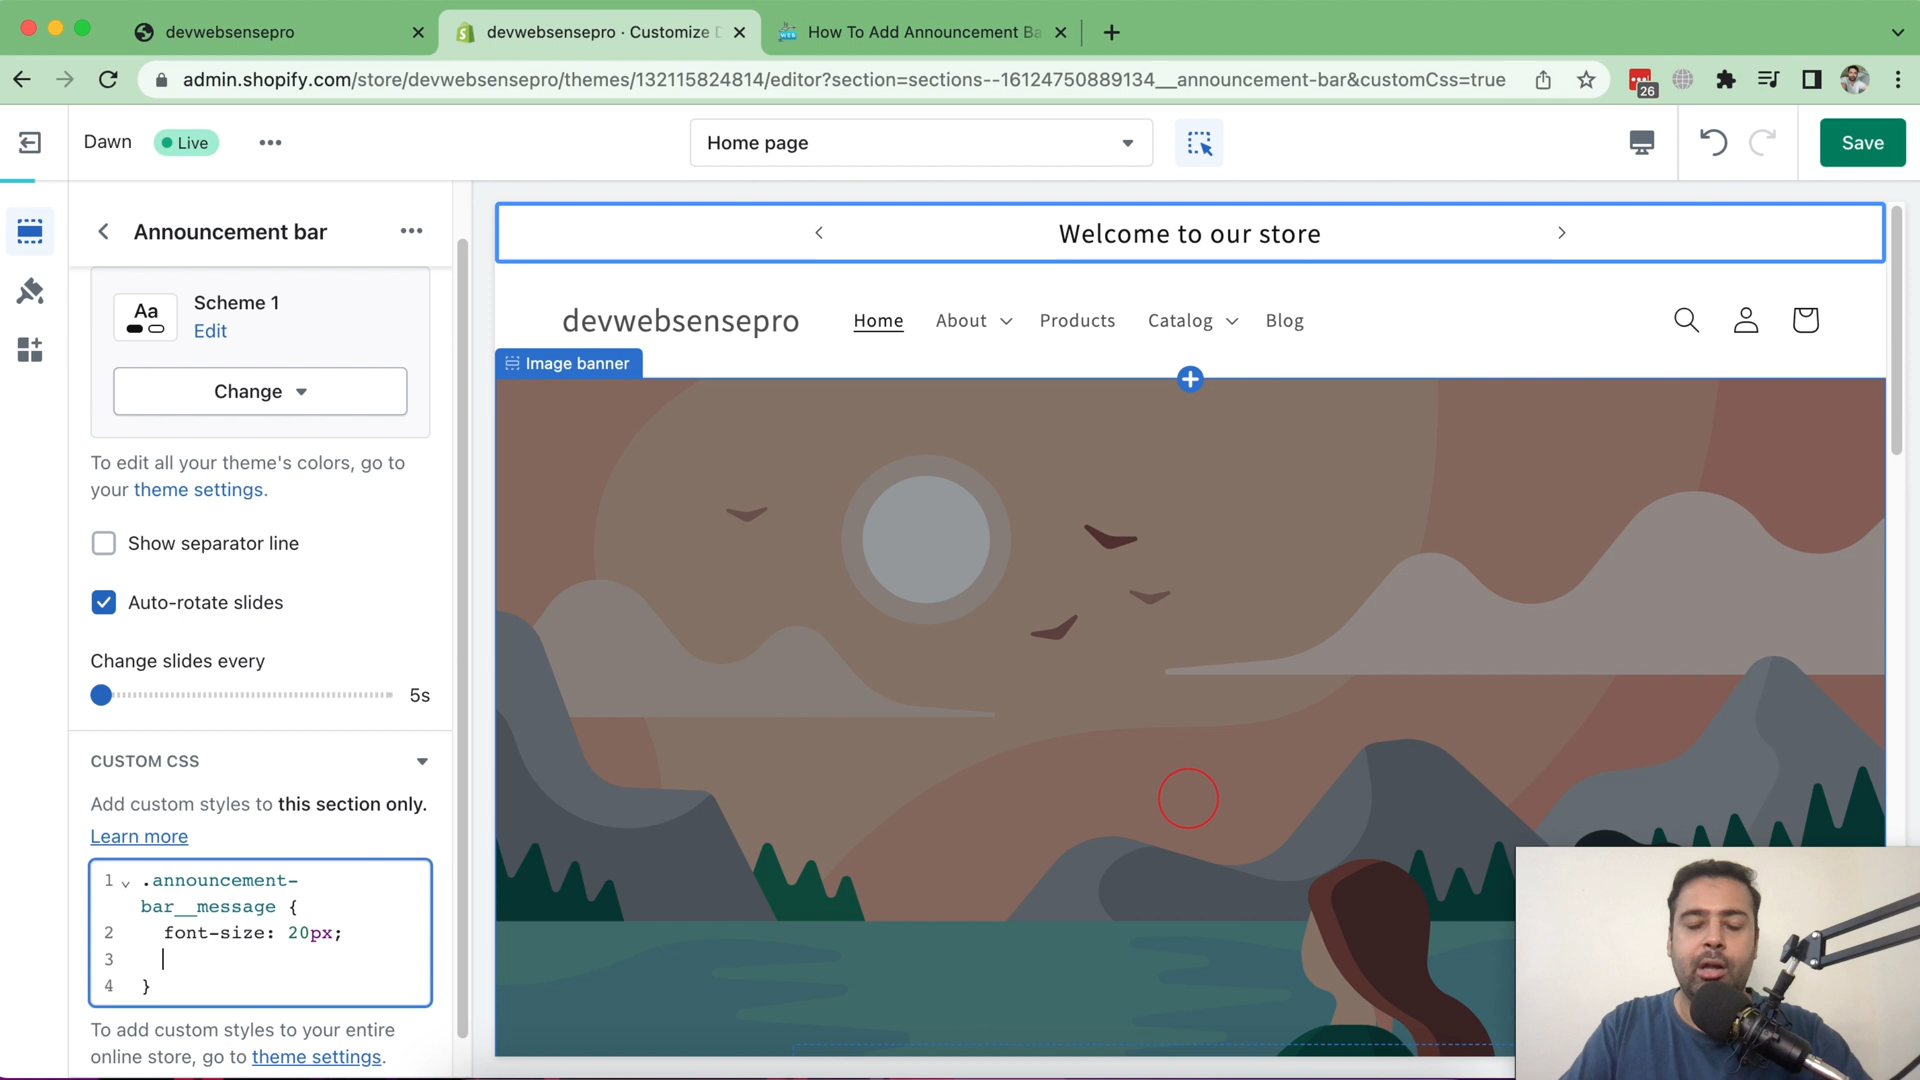 devwebsensepro
devwebsensepro · Customize D
How To Add Announcement Ba
admin.shopify.com/store/devwebsensepro/themes/132115824814/editor?section=sections--16124750889134__announcement-bar&customCss=true
26
Dawn
Live
Home page
Save
Announcement bar
Welcome to our store
Aa
Scheme 1
Edit
devwebsensepro
Home
About
Products
Catalog
Blog
Image banner
Change
To edit all your theme's colors, go to
your theme settings.
Show separator line
Auto-rotate slides
Change slides every
5s
CUSTOM CSS
Add custom styles to this section only.
Learn more
1 .announcement-
bar__message {
2 font-size: 20px;
3
4 }
To add custom styles to your entire
online store, go to theme settings.